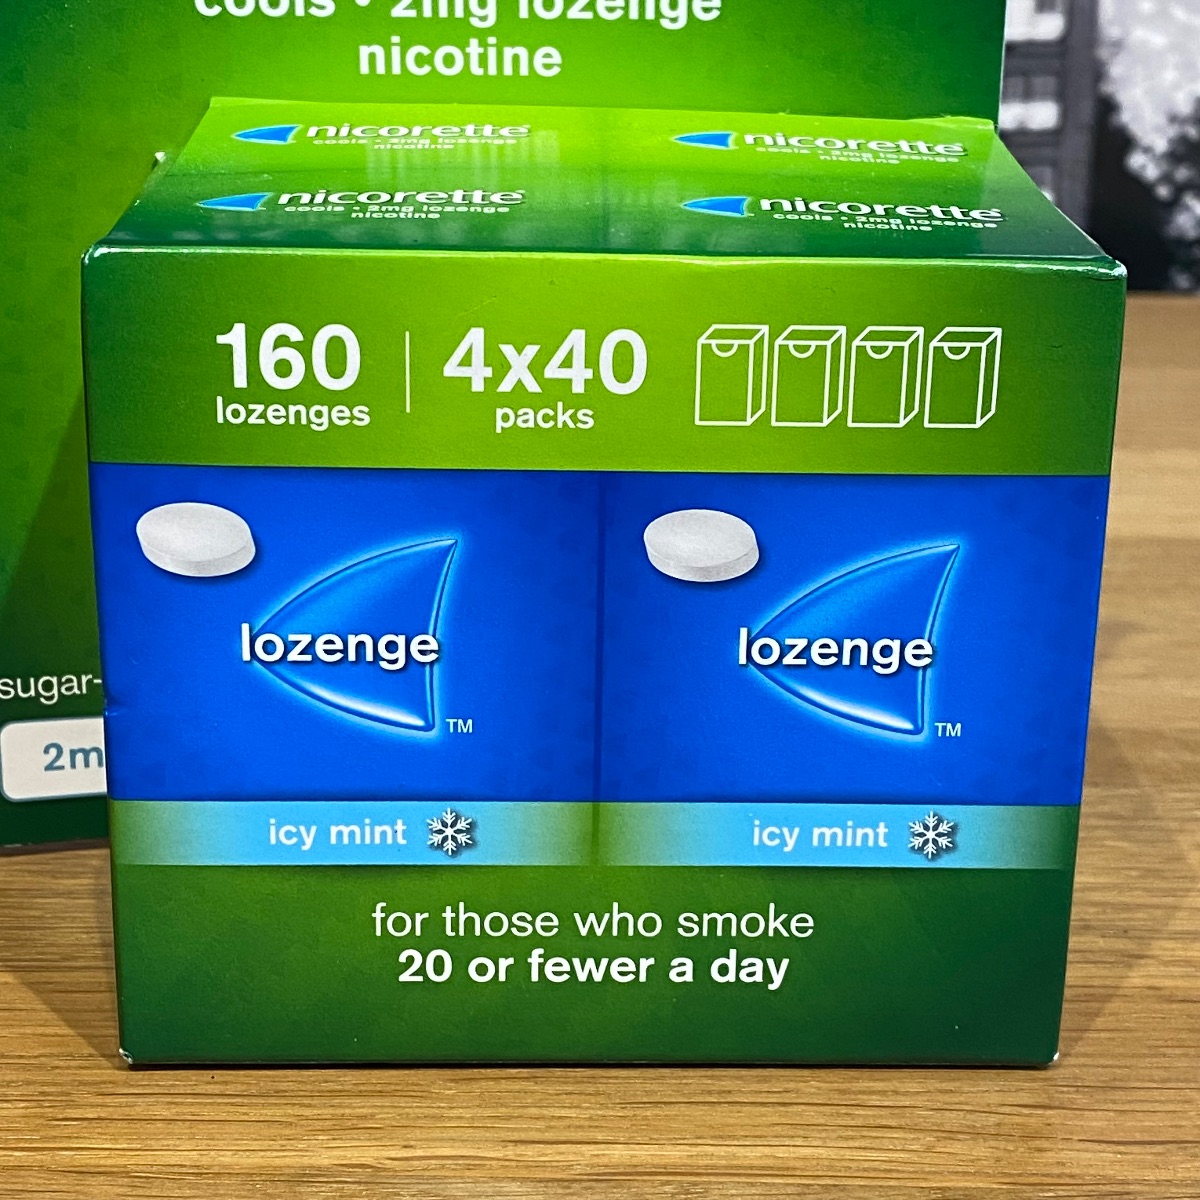 cools • 2mg lozenge
nicotine
nicorette
cools • 2mg lozenge
nicotine
nicorette
cools • 2mg lozenge
nicotine
nicorette
cools • 2mg lozenge
nicotine
nicorette
cools • 2mg lozenge
nicotine
160
lozenges
4x40
packs
lozenge
TM
lozenge
TM
sugar-
2m
icy mint
icy mint
for those who smoke
20 or fewer a day